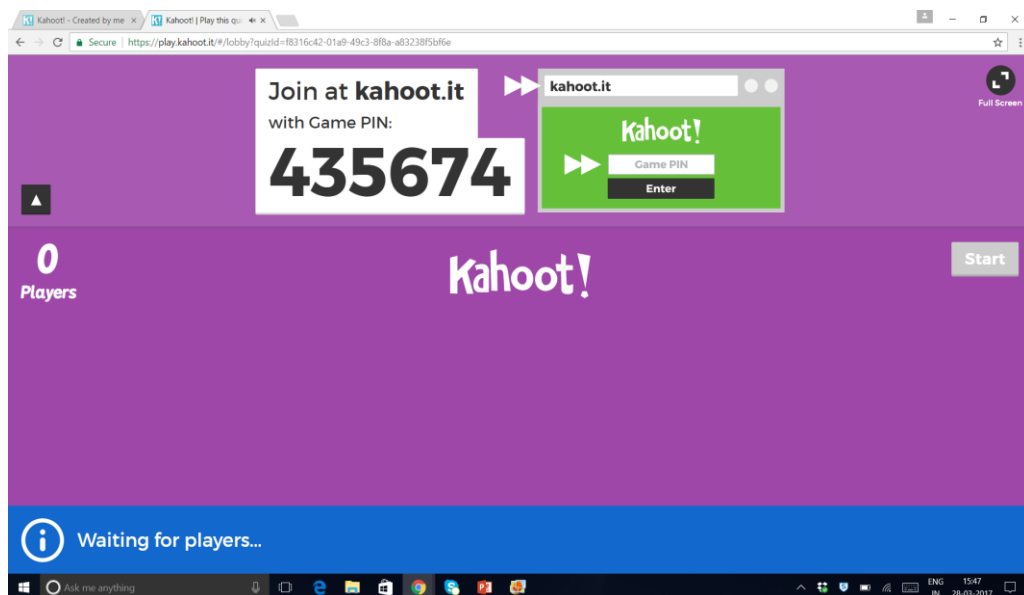 Kahoot! - Created by me
Kahoot! | Play this qui
Secure https://play.kahoot.it/#/lobby?quizId=f8316c42-01a9-49c3-8f8a-a83238f5bf6e
Join at kahoot.it
with Game PIN:
435674
kahoot.it
Kahoot!
Game PIN
Enter
Full Screen
0
Players
Kahoot!
Start
Waiting for players...
Ask me anything
ENG
IN
15:47
28-03-2017